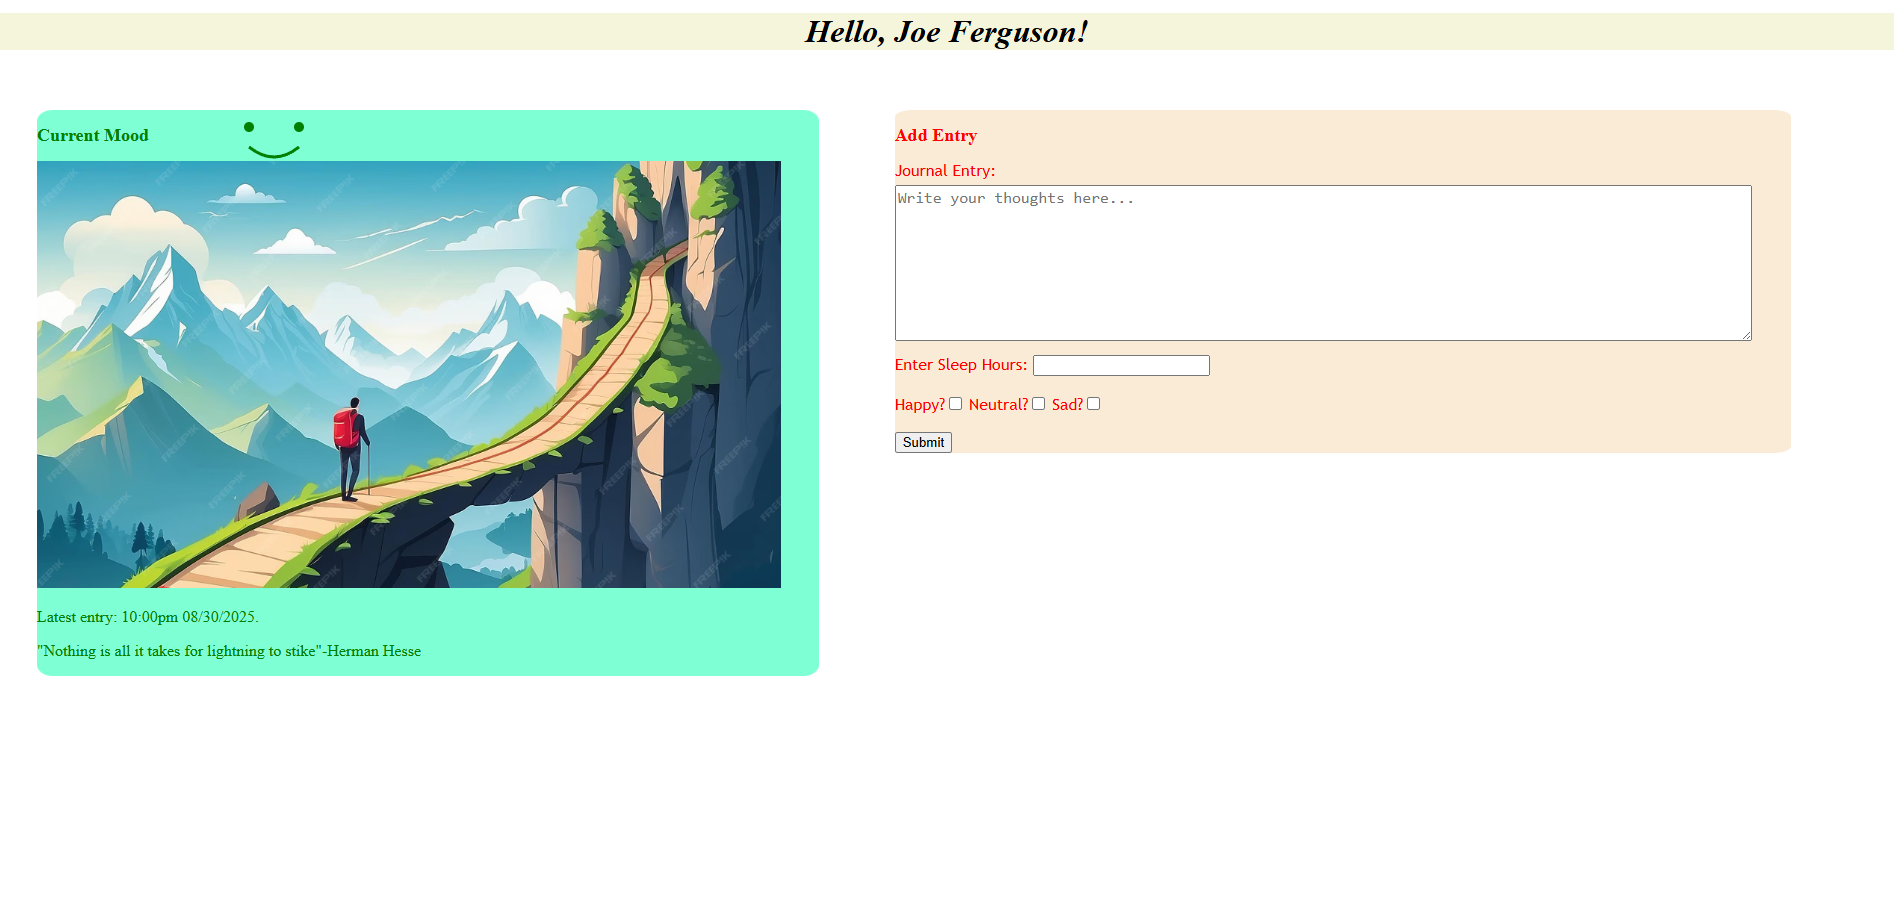 Hello, Joe Ferguson!
Current Mood
FREEPIK
Latest entry: 10:00pm 08/30/2025.
"Nothing is all it takes for lightning to stike"-Herman Hesse
Add Entry
Journal Entry:
Write your thoughts here...
Enter Sleep Hours:
Happy? Neutral? Sad?
Submit